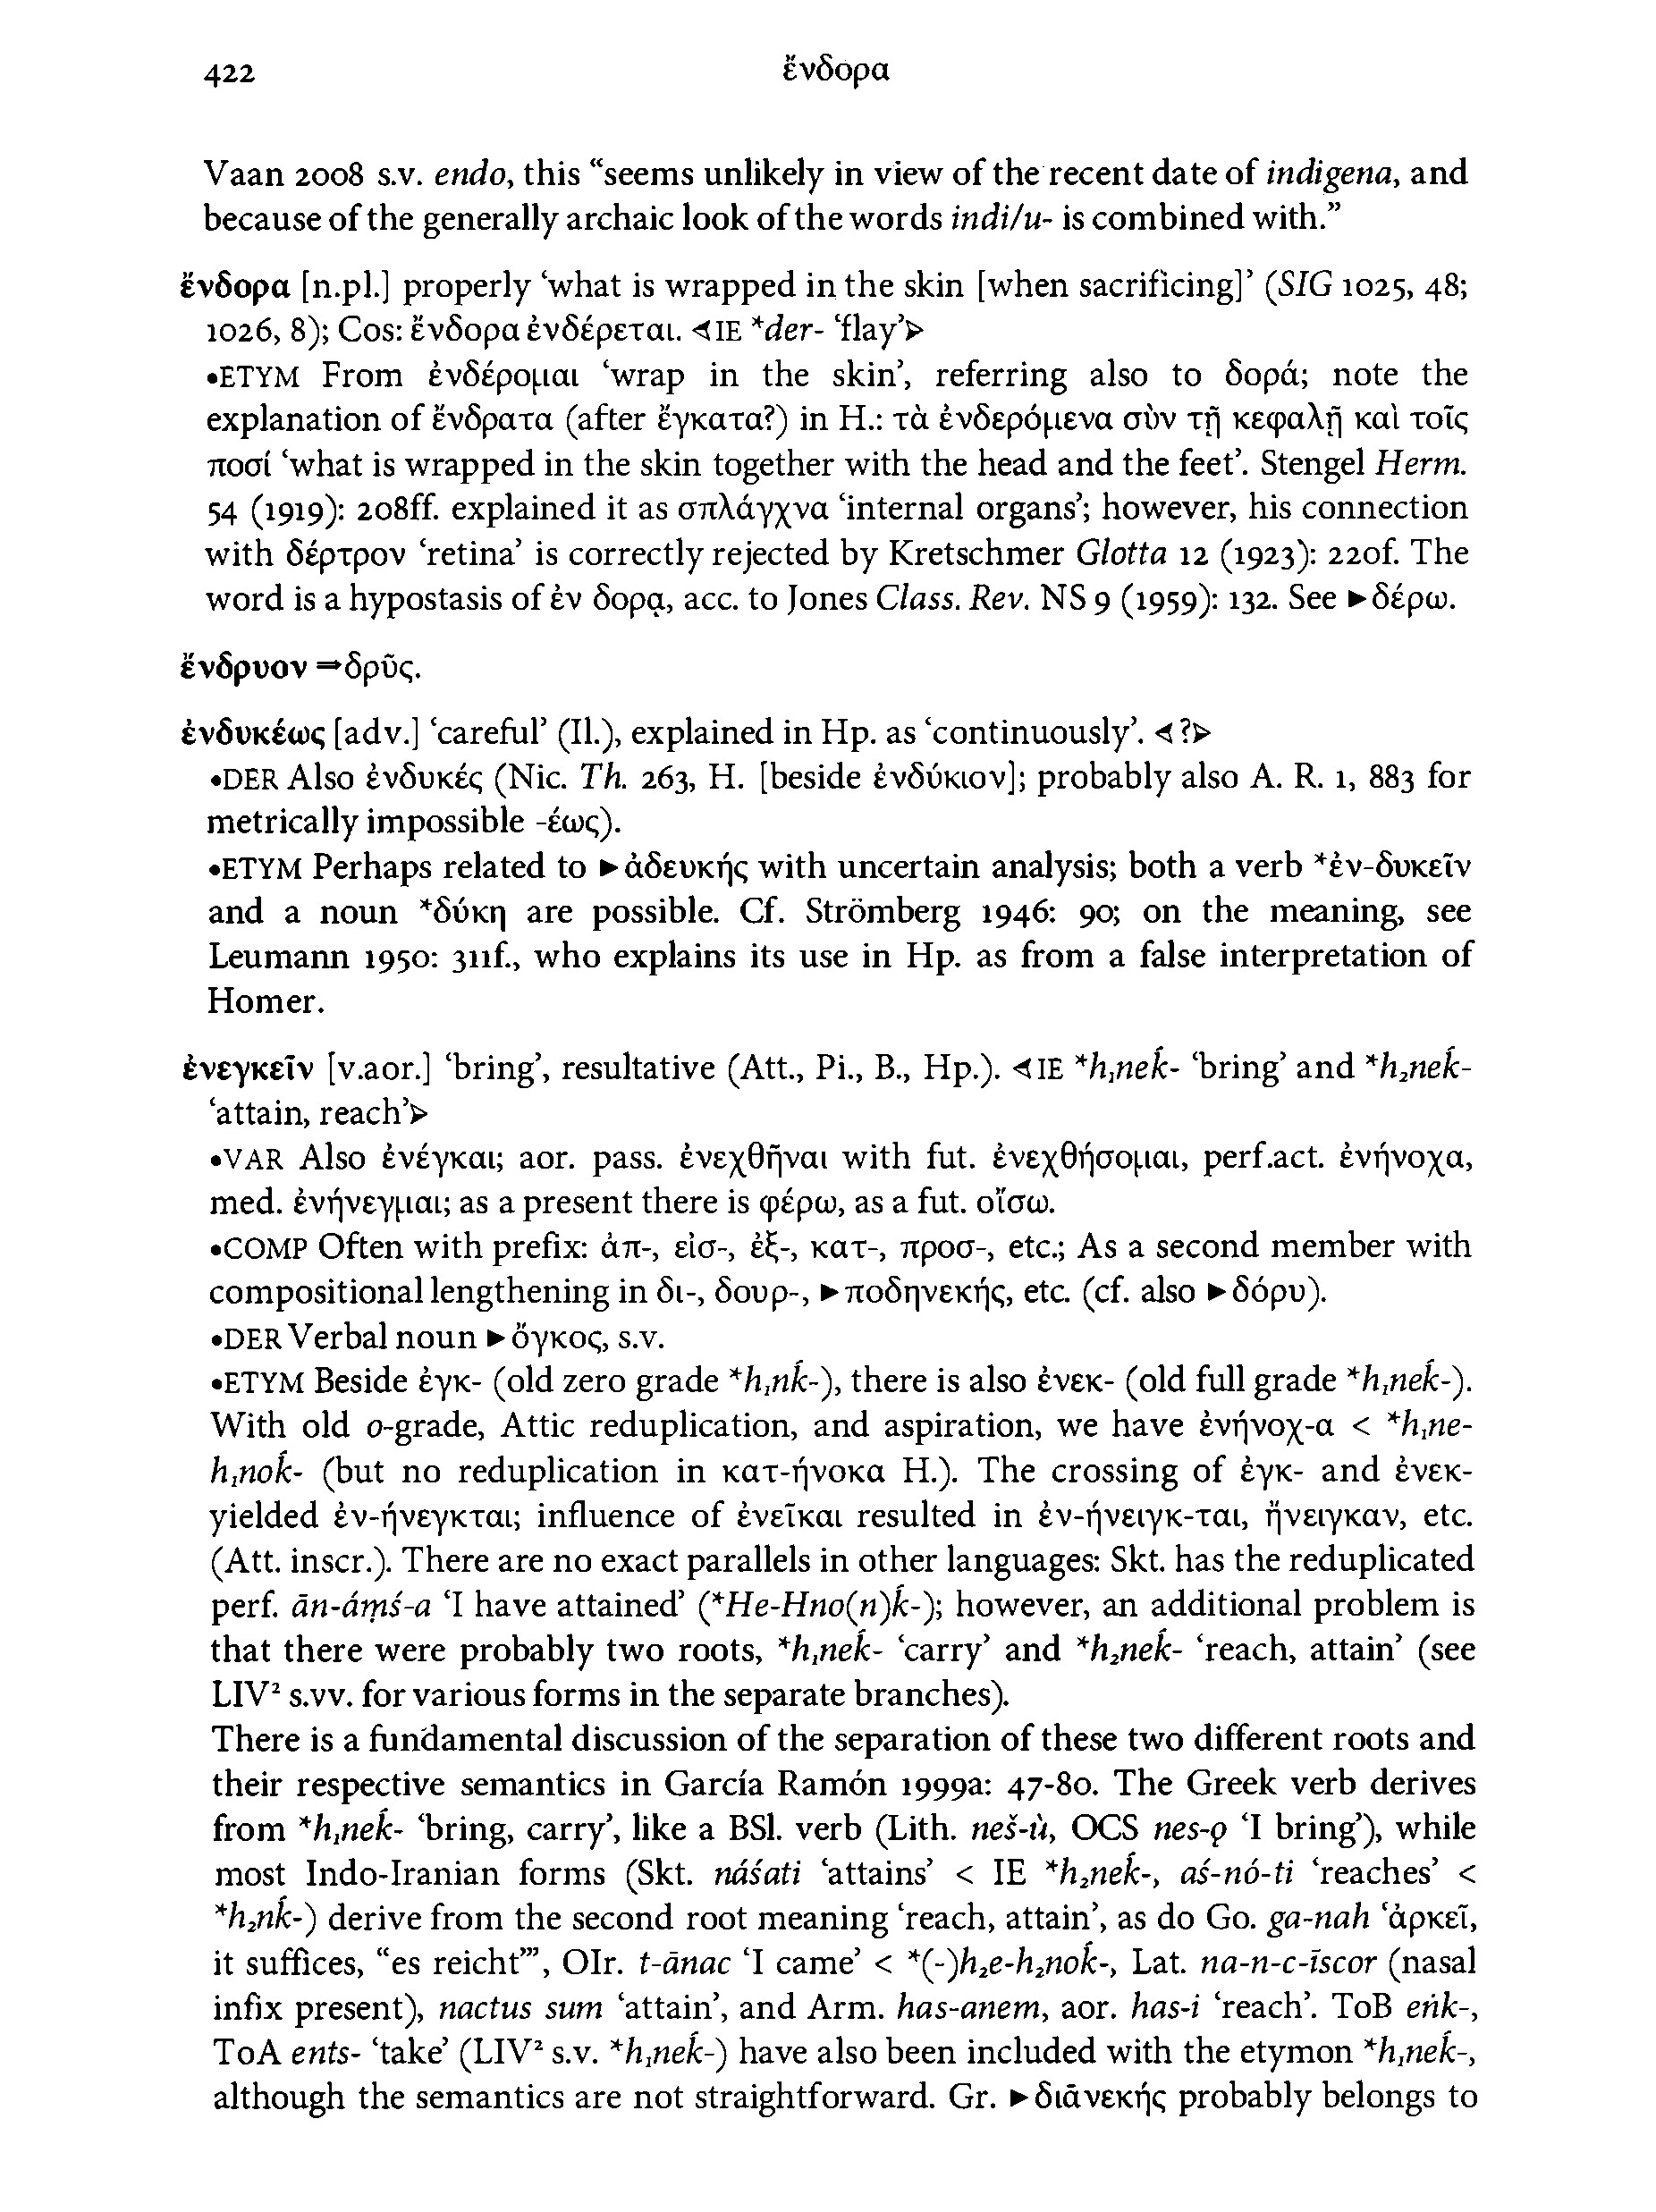 422
ἔνδορα
Vaan 2008 s.v. endo, this “seems unlikely in view of the recent date of indigena, and
because of the generally archaic look of the words indi/u- is combined with.”
ἔνδορα [n.pl.] properly ‘what is wrapped in the skin [when sacrificing]’ (SIG 1025, 48;
1026, 8); Cos: ἔνδορα ἐνδέρεται. ⊲IE *der- ‘flay’⊳
•ETYM From ἐνδέρομαι ‘wrap in the skin’, referring also to δορά; note the
explanation of ἔνδρατα (after ἔγκατα?) in H.: τὰ ἐνδερόμενα σὺν τῇ κεφαλῇ καὶ τοῖς
ποσί ‘what is wrapped in the skin together with the head and the feet’. Stengel Herm.
54 (1919): 208ff. explained it as σπλάγχνα ‘internal organs’; however, his connection
with δέρτρον ‘retina’ is correctly rejected by Kretschmer Glotta 12 (1923): 220f. The
word is a hypostasis of ἐν δορᾳ, acc. to Jones Class. Rev. NS 9 (1959): 132. See ►δέρω.
ἔνδρυον ⇒δρῦς.
ἐνδυκέως [adv.] ‘careful’ (Il.), explained in Hp. as ‘continuously’. ⊲?⊳
•DER Also ἐνδυκές (Nic. Th. 263, H. [beside ἐνδύκιον]; probably also A. R. 1, 883 for
metrically impossible -έως).
•ETYM Perhaps related to ►ἀδευκής with uncertain analysis; both a verb *ἐν-δυκεῖν
and a noun *δύκη are possible. Cf. Strömberg 1946: 90; on the meaning, see
Leumann 1950: 311f., who explains its use in Hp. as from a false interpretation of
Homer.
ἐνεγκεῖν [v.aor.] ‘bring’, resultative (Att., Pi., B., Hp.). ⊲IE *h₁neḱ- ‘bring’ and *h₂neḱ-
‘attain, reach’⊳
•VAR Also ἐνέγκαι; aor. pass. ἐνεχθῆναι with fut. ἐνεχθήσομαι, perf.act. ἐνήνοχα,
med. ἐνήνεγμαι; as a present there is φέρω, as a fut. οἴσω.
•COMP Often with prefix: ἀπ-, εἰσ-, ἐξ-, κατ-, προσ-, etc.; As a second member with
compositional lengthening in δι-, δουρ-, ►ποδηνεκής, etc. (cf. also ►δόρυ).
•DER Verbal noun ►ὄγκος, s.v.
•ETYM Beside ἐγκ- (old zero grade *h₁nḱ-), there is also ἐνεκ- (old full grade *h₁neḱ-).
With old o-grade, Attic reduplication, and aspiration, we have ἐνήνοχ-α < *h₁ne-
h₁noḱ- (but no reduplication in κατ-ήνοκα H.). The crossing of ἐγκ- and ἐνεκ-
yielded ἐν-ήνεγκται; influence of ἐνεῖκαι resulted in ἐν-ήνειγκ-ται, ἤνειγκαν, etc.
(Att. inscr.). There are no exact parallels in other languages: Skt. has the reduplicated
perf. ān-áṃś-a ‘I have attained’ (*He-Hno(n)ḱ-); however, an additional problem is
that there were probably two roots, *h₁neḱ- ‘carry’ and *h₂neḱ- ‘reach, attain’ (see
LIV² s.vv. for various forms in the separate branches).
There is a fundamental discussion of the separation of these two different roots and
their respective semantics in García Ramón 1999a: 47-80. The Greek verb derives
from *h₁neḱ- ‘bring, carry’, like a BSl. verb (Lith. neš-ù, OCS nes-ǫ ‘I bring’), while
most Indo-Iranian forms (Skt. náśati ‘attains’ < IE *h₂neḱ-, aś-nó-ti ‘reaches’ <
*h₂nḱ-) derive from the second root meaning ‘reach, attain’, as do Go. ga-nah ‘ἀρκεῖ,
it suffices, “es reicht”’, OIr. t-ānac ‘I came’ < *(-)h₂e-h₂noḱ-, Lat. na-n-c-īscor (nasal
infix present), nactus sum ‘attain’, and Arm. has-anem, aor. has-i ‘reach’. ToB eṅk-,
ToA ents- ‘take’ (LIV² s.v. *h₁neḱ-) have also been included with the etymon *h₁neḱ-,
although the semantics are not straightforward. Gr. ►διᾱνεκής probably belongs to